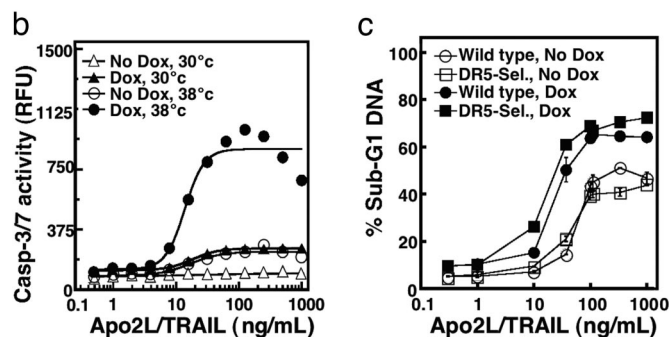 b
1500
1125
750
375
0
Casp-3/7 activity (RFU)
No Dox, 30°c
Dox, 30°c
No Dox, 38°c
Dox, 38°c
1 10 100 1000
Apo2L/TRAIL (ng/mL)
c
100
80
60
40
20
0
% Sub-G1 DNA
Wild type, No Dox
DR5-Sel., No Dox
Wild type, Dox
DR5-Sel., Dox
0.1 1 10 100 1000
Apo2L/TRAIL (ng/mL)